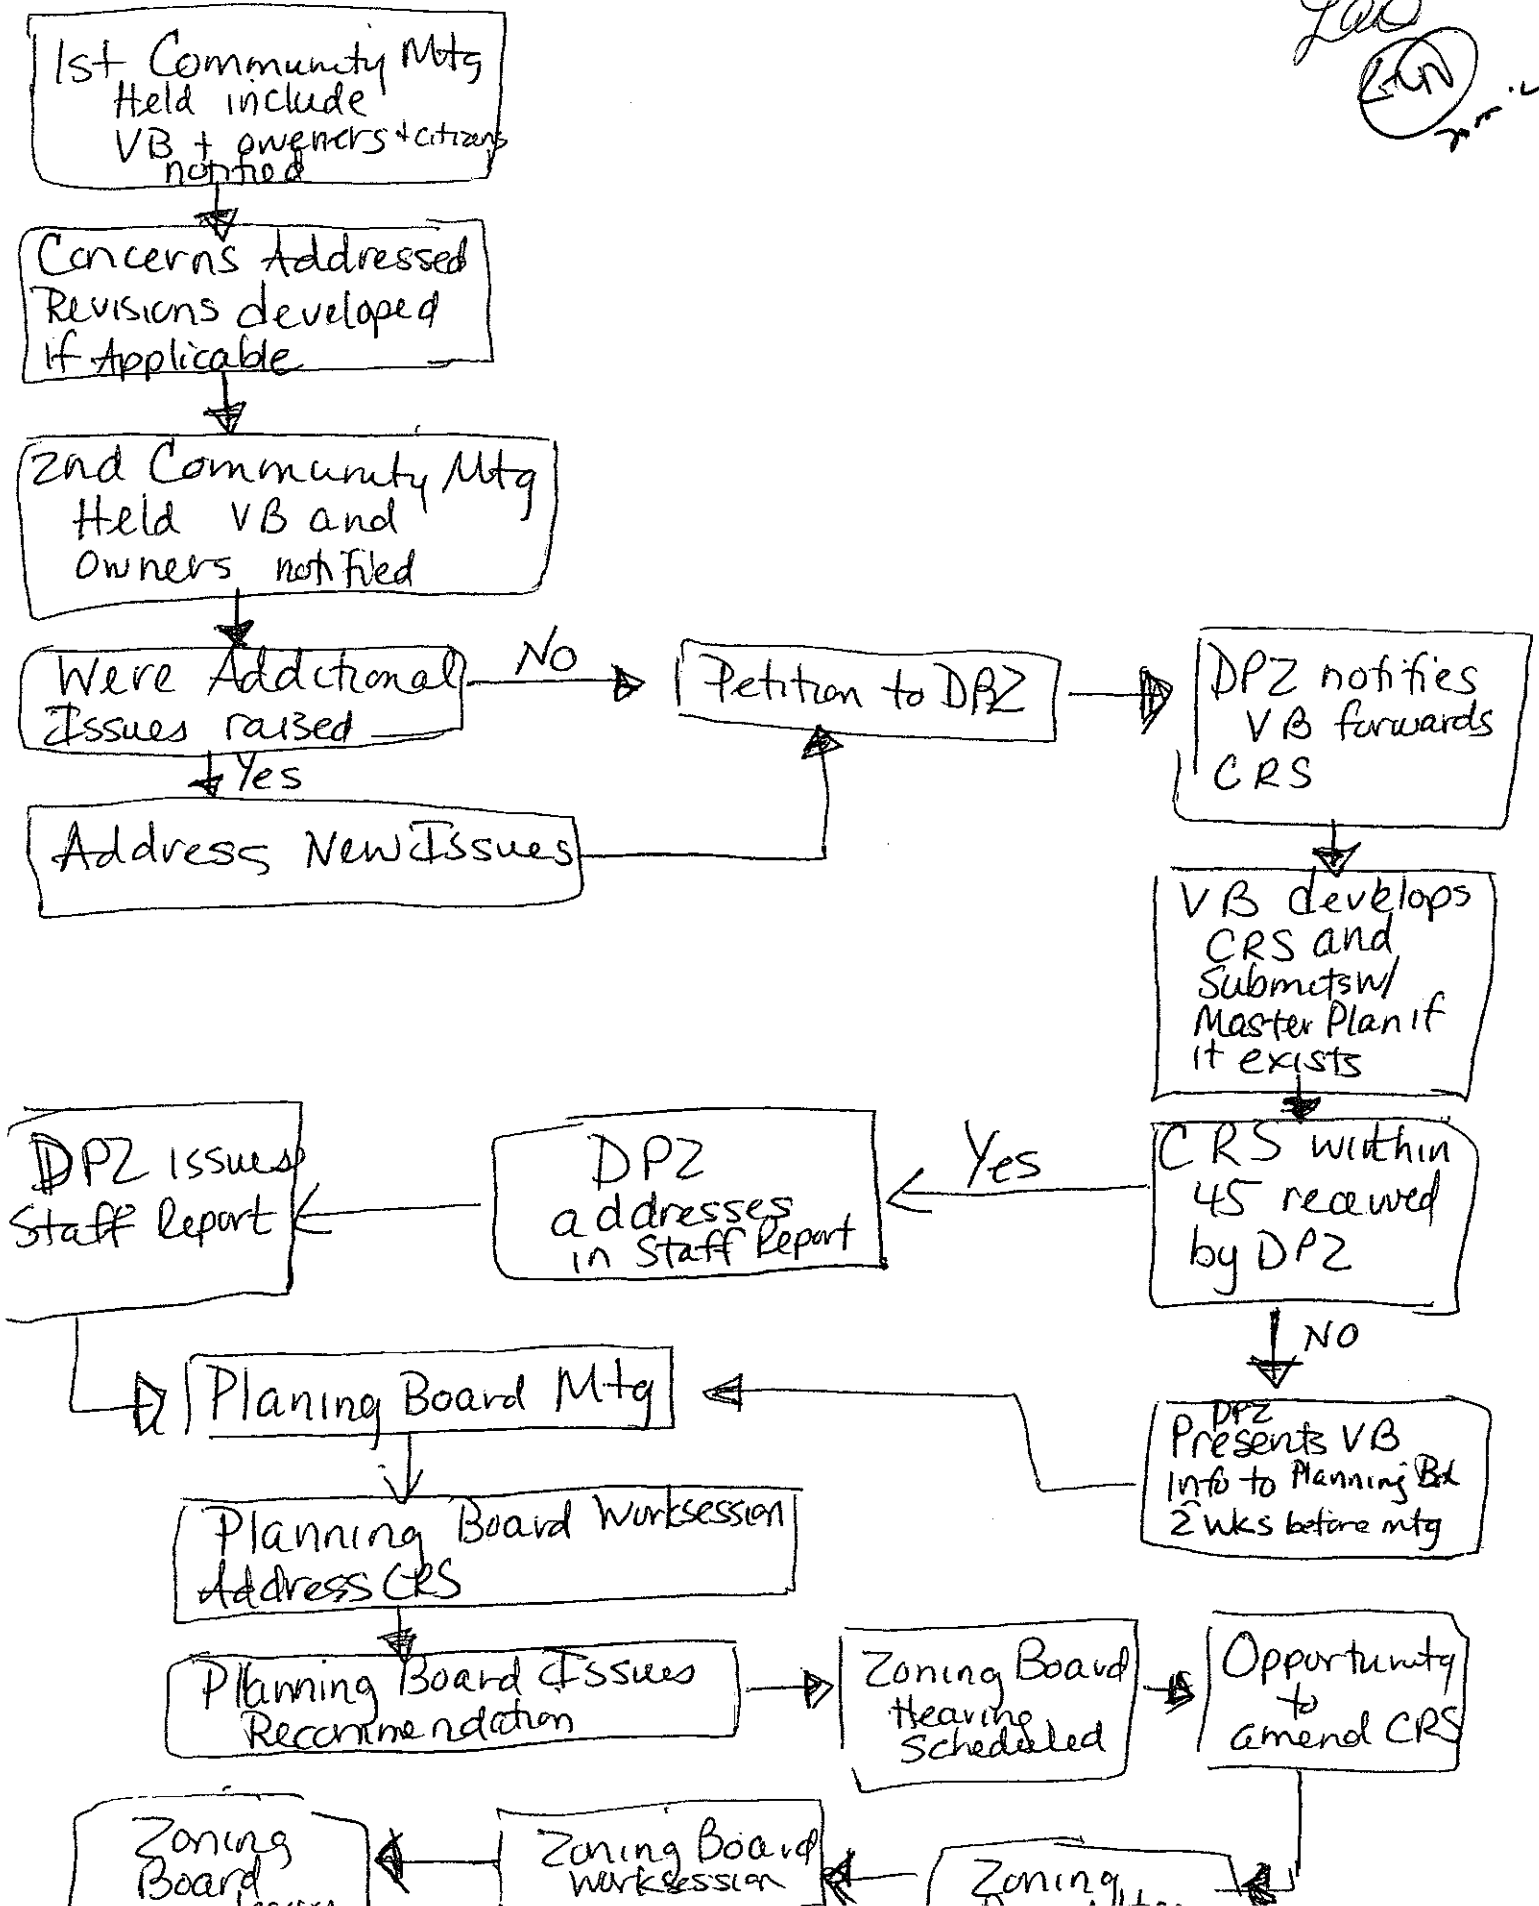 1st Community Mtg
Held include
VB + oweners + citizens
notified
Concerns Addressed
Revisions developed
if Applicable
2nd Community Mtg
Held VB and
Owners notified
Were Additional
Issues raised
NO
Petition to DPZ
DPZ notifies
VB forwards
CRS
Yes
Address New Issues
VB develops
CRS and
Submits w/
Master Plan if
it exists
CRS within
45 received
by DPZ
Yes
DPZ
addresses
in Staff Report
DPZ issues
Staff Report
NO
DPZ
Presents VB
Info to Planning Bd
2 wks before mtg
Planing Board Mtg
Planning Board Worksession
Address CRS
Planning Board Issues
Recommendation
Zoning Board
Hearing
Scheduled
Opportunity
to
amend CRS
Zoning
Zoning Board
worksession
Zoning
Board